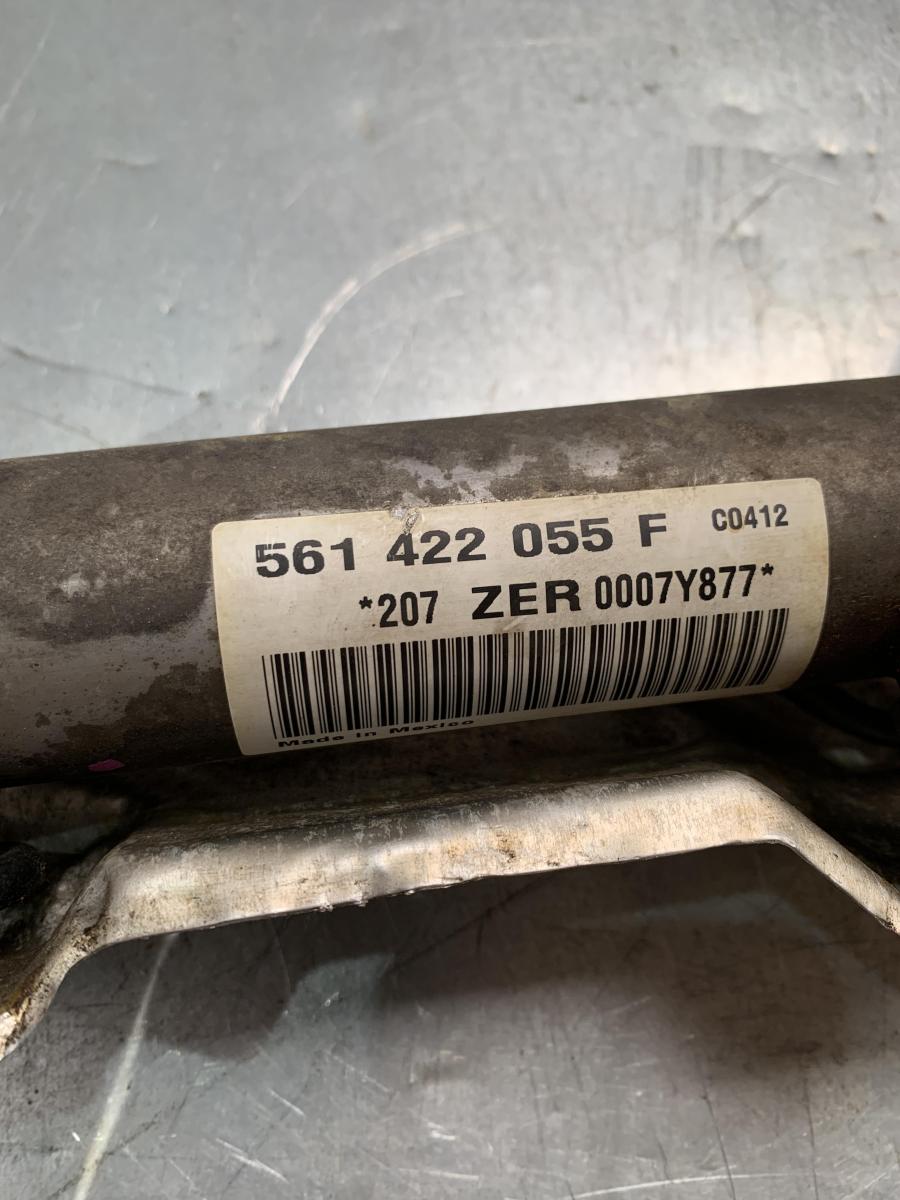 561 422 055 F C0412
*207 ZER 0007Y877*
Made in Mexico